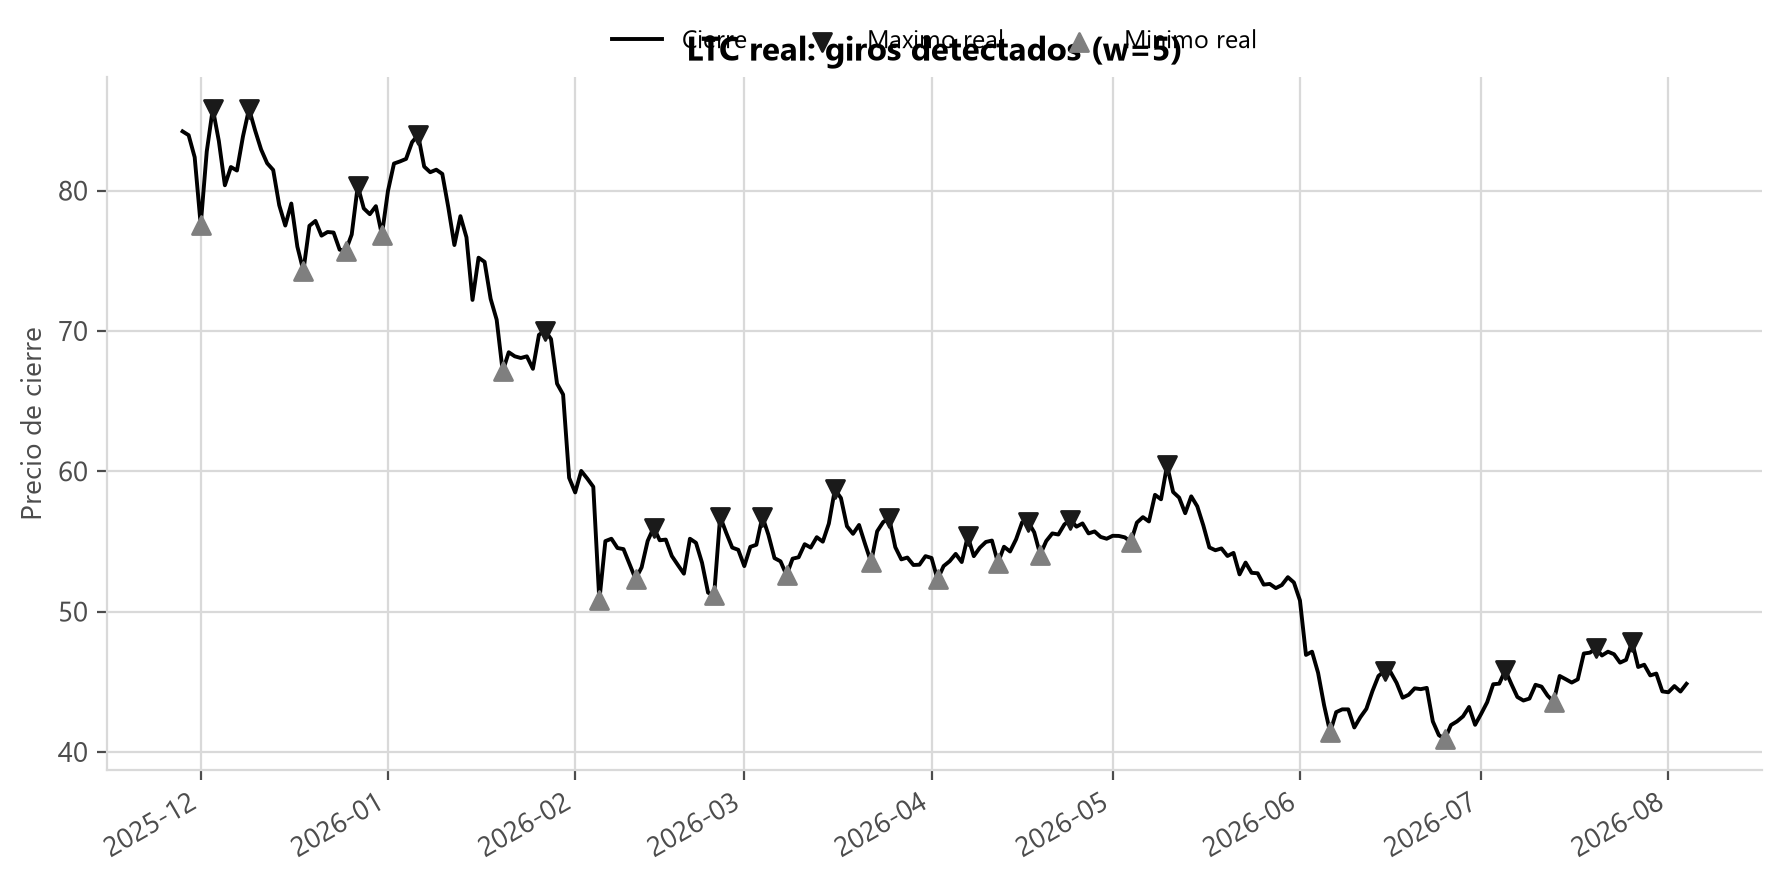 Cierre Maximo real Minimo real
LTC real: giros detectados (w=5)
Precio de cierre
80
70
60
50
40
2025-12 2026-01 2026-02 2026-03 2026-04 2026-05 2026-06 2026-07 2026-08